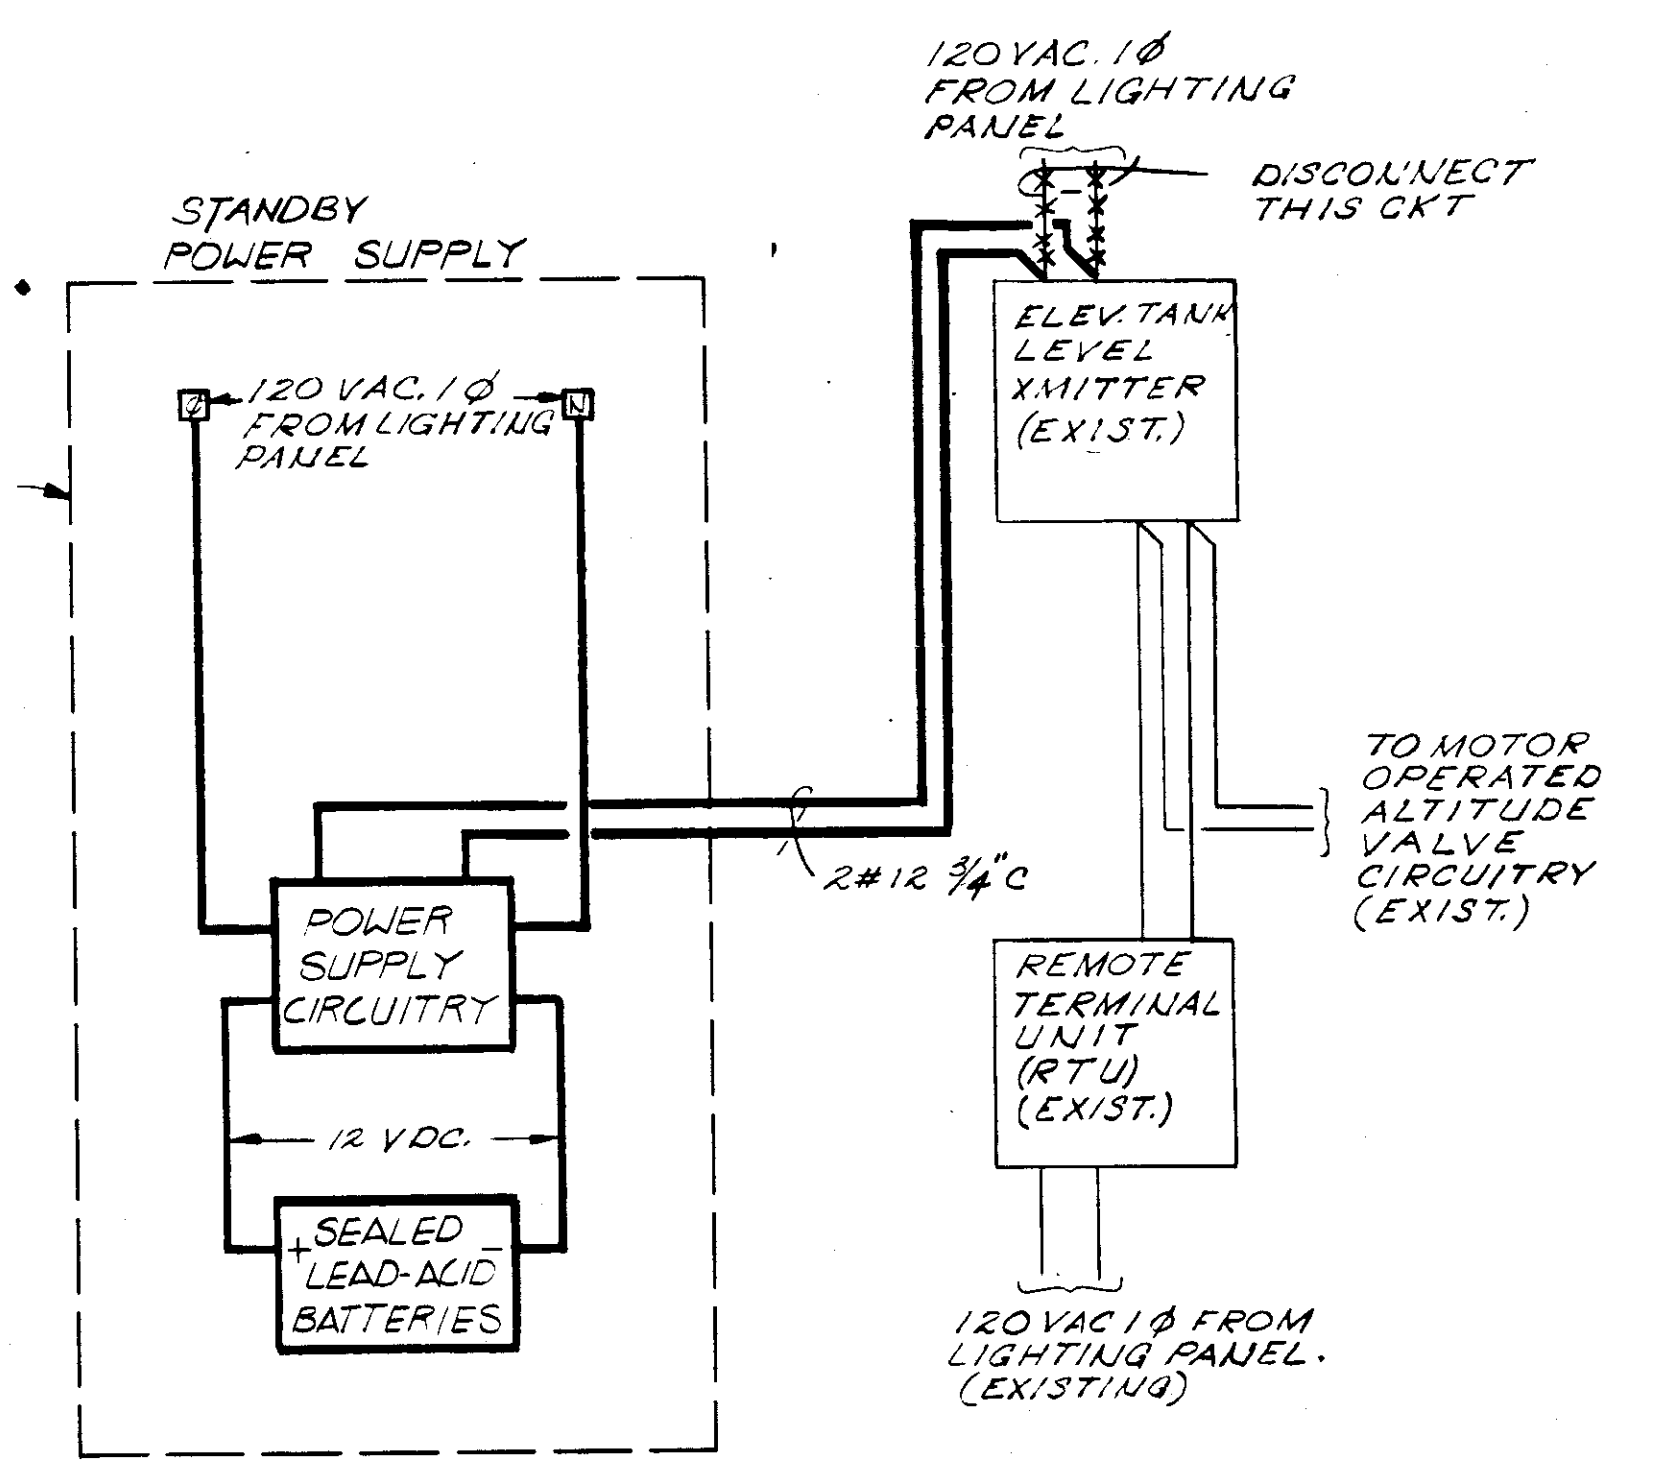 120 VAC. 1Ø
FROM LIGHTING
PANEL
DISCONNECT
THIS CKT
STANDBY
POWER SUPPLY
ELEV. TANK
LEVEL
XMITTER
(EXIST.)
Ø 120 VAC. 1Ø N
FROM LIGHTING
PANEL
TO MOTOR
OPERATED
ALTITUDE
VALVE
CIRCUITRY
(EXIST.)
2#12 3/4"C
POWER
SUPPLY
CIRCUITRY
REMOTE
TERMINAL
UNIT
(RTU)
(EXIST.)
12 VDC.
+ SEALED -
LEAD-ACID
BATTERIES
120 VAC 1Ø FROM
LIGHTING PANEL.
(EXISTING)